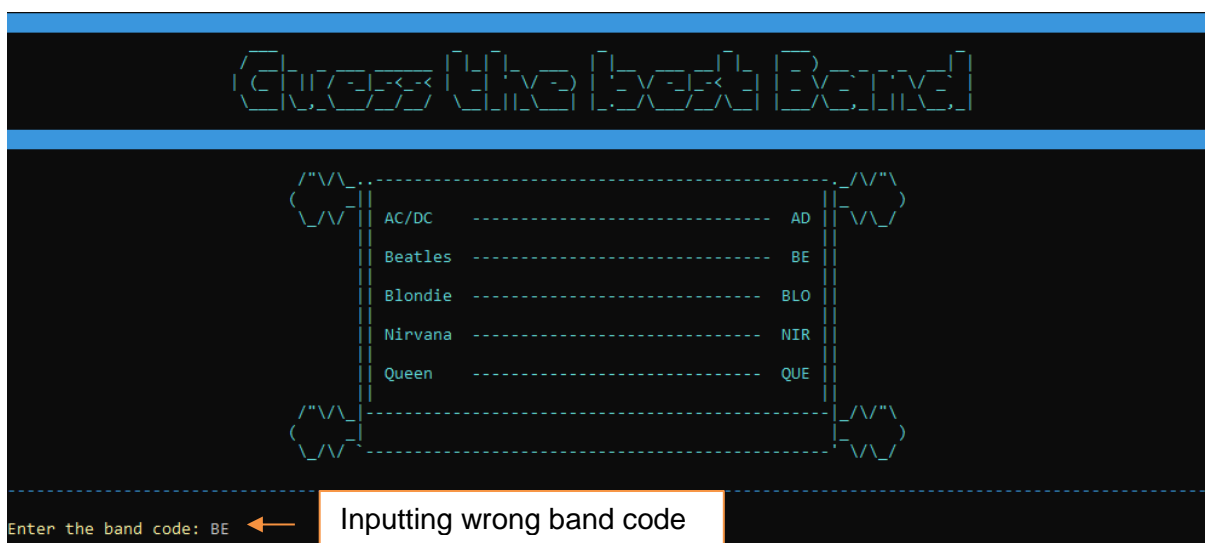 Guess the best Band
AC/DC ------------------------------- AD
Beatles ------------------------------- BE
Blondie ------------------------------ BLO
Nirvana ------------------------------ NIR
Queen ------------------------------ QUE
Enter the band code: BE
Inputting wrong band code